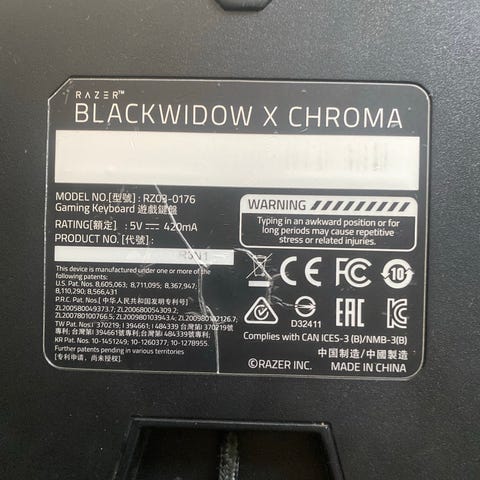 RAZER™
BLACKWIDOW X CHROMA
MODEL NO.[型號] : RZ03-0176
Gaming Keyboard 遊戲鍵盤
RATING[額定] : 5V ⎓ 420mA
PRODUCT NO. [代號] :
R3N1
This device is manufactured under one or more of the
following patents:
U.S. Pat. Nos. 8,605,063; 8,711,095; 8,367,947;
8,110,290; 8,566,431
P.R.C. Pat. Nos.[中华人民共和国发明专利号]
ZL200580049373.7; ZL200680054209.2;
ZL200780100766.5; ZL200980103943.4;
TW Pat. Nos.1 370219; I 394661; I 484339 台灣第I 370219號
專利; 台灣第I 394661號專利; 台灣第I 484339號專利.
KR Pat. Nos. 10-1451249; 10-1260377; 10-1278955.
Further patents pending in various territories
[专利申请，尚未授权].
WARNING
Typing in an awkward position or for
long periods may cause repetitive
stress or related injuries.
CE FC 10
EAC D32411
Complies with CAN ICES-3 (B)/NMB-3(B)
中国制造/中國製造
©RAZER INC. MADE IN CHINA